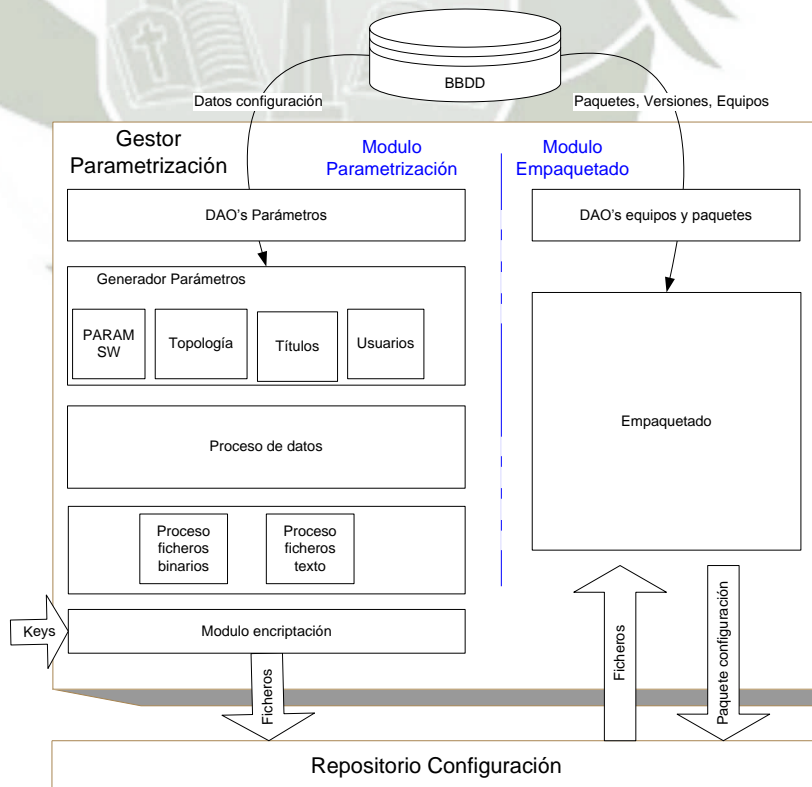 BBDD
Datos configuración
Paquetes, Versiones, Equipos
Gestor
Parametrización
Modulo
Parametrización
Modulo
Empaquetado
DAO's Parámetros
DAO's equipos y paquetes
Generador Parámetros
PARAM
SW
Topología
Títulos
Usuarios
Empaquetado
Proceso de datos
Proceso
ficheros
binarios
Proceso
ficheros
texto
Keys
Modulo encriptación
Ficheros
Ficheros
Paquete configuración
Repositorio Configuración